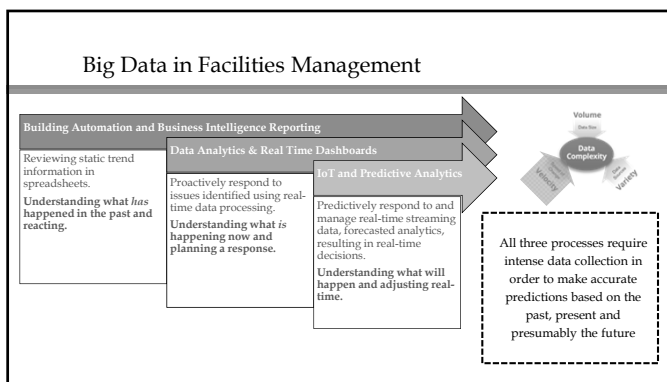 Big Data in Facilities Management
Building Automation and Business Intelligence Reporting
Reviewing static trend
information in
spreadsheets.
Understanding what has
happened in the past and
reacting.
Data Analytics & Real Time Dashboards
Proactively respond to
issues identified using real-
time data processing.
Understanding what is
happening now and
planning a response.
IoT and Predictive Analytics
Predictively respond to and
manage real-time streaming
data, forecasted analytics,
resulting in real-time
decisions.
Understanding what will
happen and adjusting real-
time.
Volume
Data Size
Data
Complexity
Velocity
Variety
All three processes require
intense data collection in
order to make accurate
predictions based on the
past, present and
presumably the future